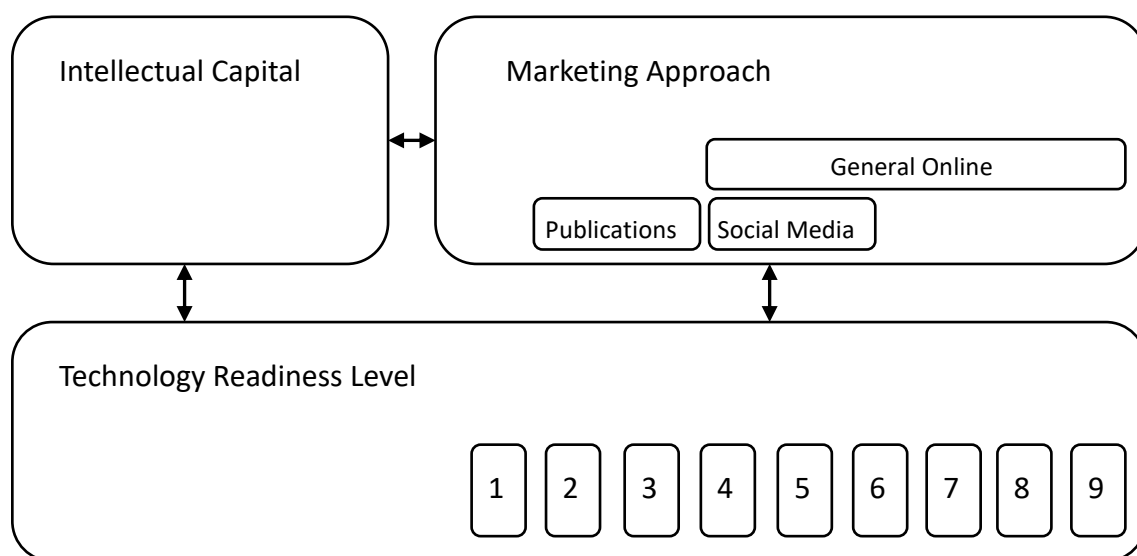 Intellectual Capital
Marketing Approach
General Online
Publications
Social Media
Technology Readiness Level
1 2 3 4 5 6 7 8 9